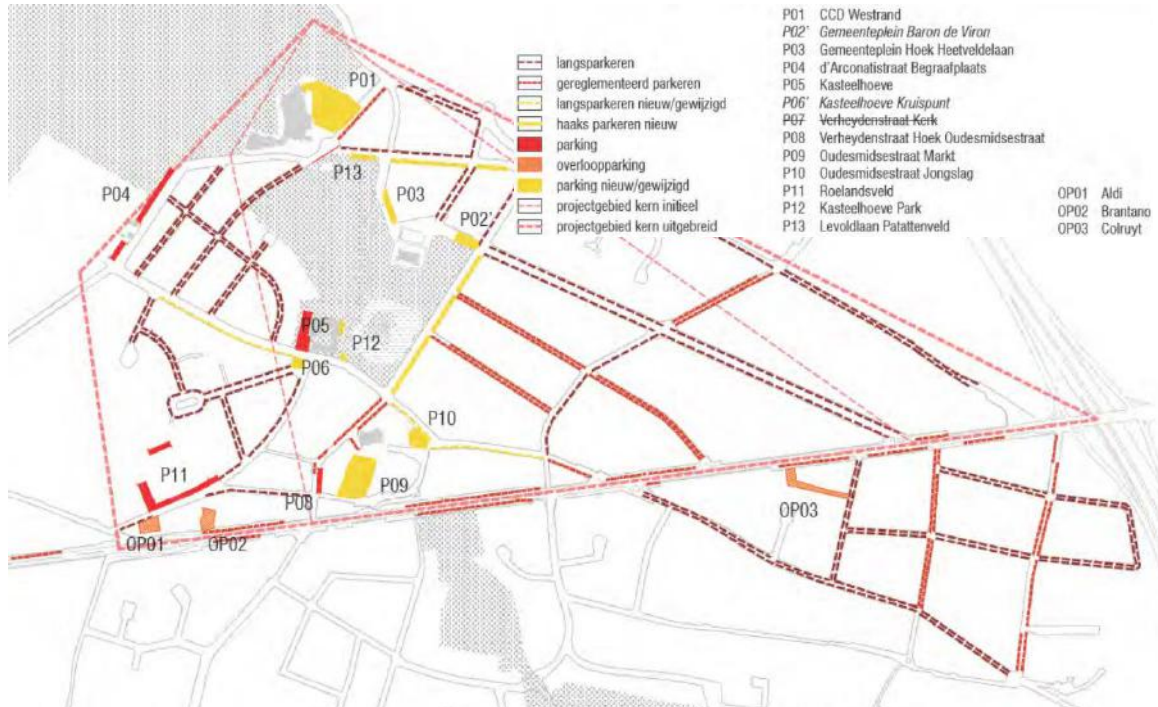 langsparkeren
gereglementeerd parkeren
langsparkeren nieuw/gewijzigd
haaks parkeren nieuw
parking
overloopparking
parking nieuw/gewijzigd
projectgebied kern initieel
projectgebied kern uitgebreid
P01 CCD Westrand
P02' Gemeenteplein Baron de Viron
P03 Gemeenteplein Hoek Heetveldelaan
P04 d'Arconatistraat Begraafplaats
P05 Kasteelhoeve
P06' Kasteelhoeve Kruispunt
P07 Verheydenstraat Kerk
P08 Verheydenstraat Hoek Oudesmidsestraat
P09 Oudesmidsestraat Markt
P10 Oudesmidsestraat Jongslag
P11 Roelandsveld
P12 Kasteelhoeve Park
P13 Levoldlaan Patattenveld
OP01 Aldi
OP02 Brantano
OP03 Colruyt
P01
P13
P04
P03
P02'
P05
P12
P06
P10
P11
P09
P08
OP03
OP01
OP02